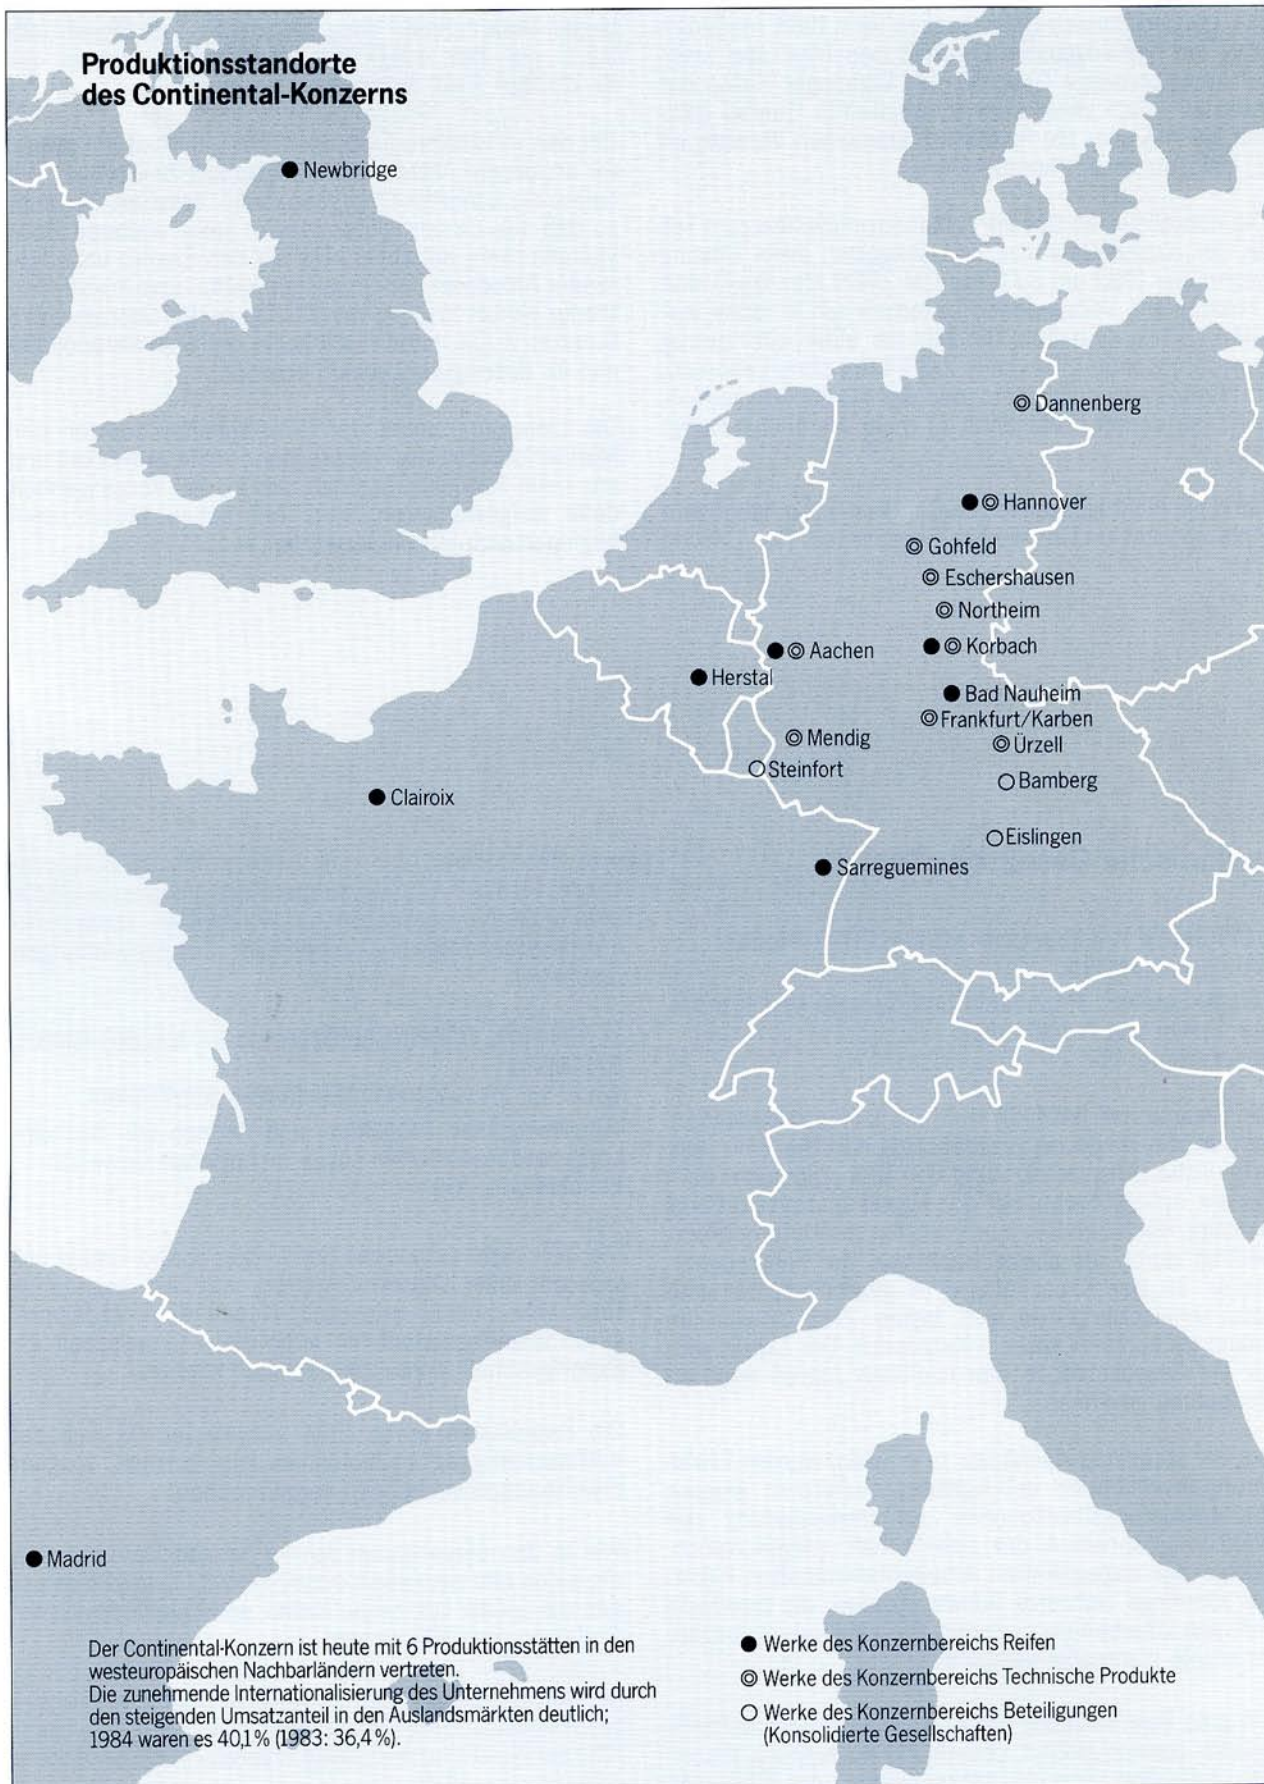 Produktionsstandorte
des Continental-Konzerns
Newbridge
Dannenberg
Hannover
Gohfeld
Eschershausen
Northeim
Aachen
Korbach
Herstal
Bad Nauheim
Frankfurt/Karben
Mendig
Ürzell
Steinfort
Bamberg
Clairoix
Eislingen
Sarreguemines
Madrid
Der Continental-Konzern ist heute mit 6 Produktionsstätten in den
westeuropäischen Nachbarländern vertreten.
Die zunehmende Internationalisierung des Unternehmens wird durch
den steigenden Umsatzanteil in den Auslandsmärkten deutlich;
1984 waren es 40,1% (1983: 36,4%).
Werke des Konzernbereichs Reifen
Werke des Konzernbereichs Technische Produkte
Werke des Konzernbereichs Beteiligungen
(Konsolidierte Gesellschaften)